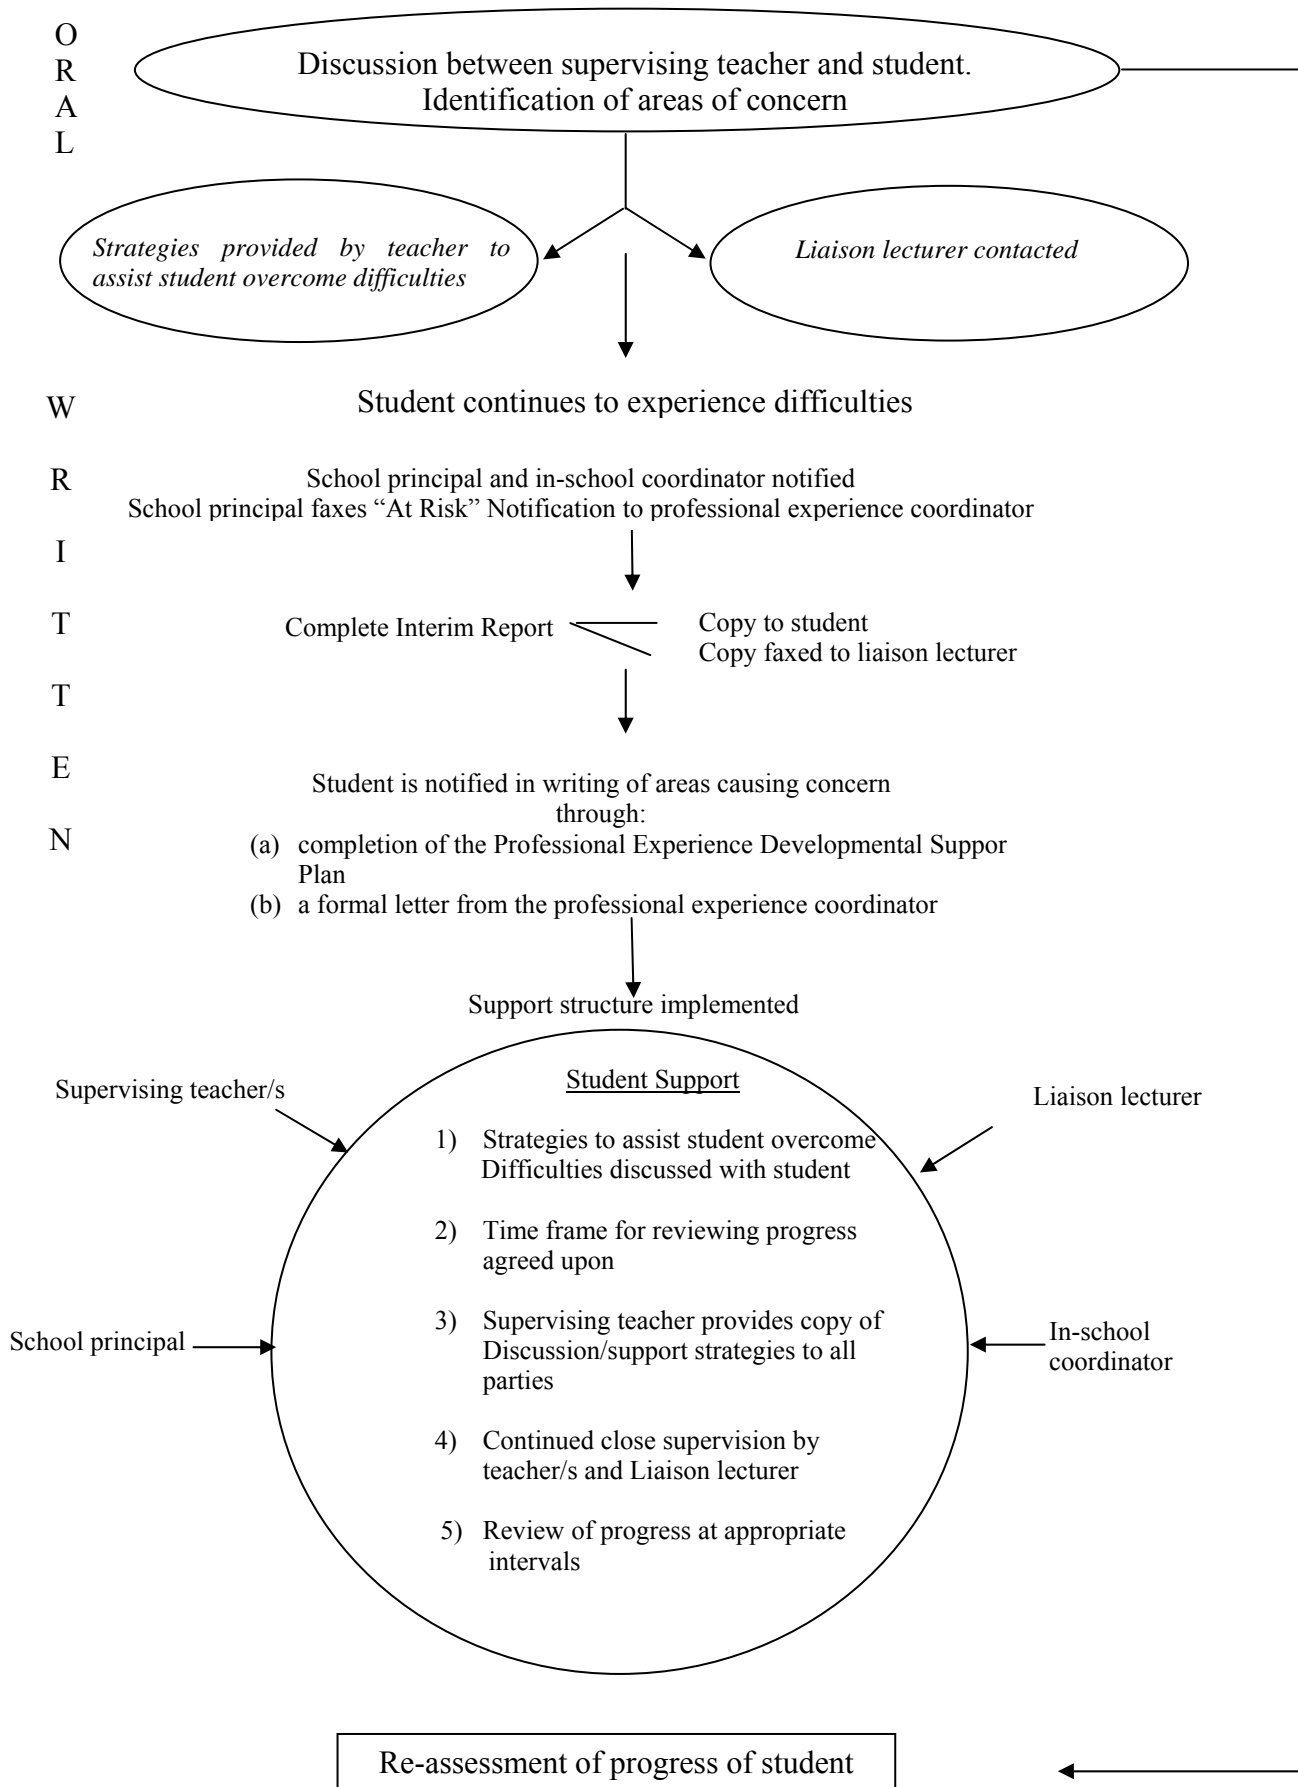 O
R
A
L
Discussion between supervising teacher and student.
Identification of areas of concern
Strategies provided by teacher to
assist student overcome difficulties
Liaison lecturer contacted
W
R
I
T
T
E
N
Student continues to experience difficulties
School principal and in-school coordinator notified
School principal faxes “At Risk” Notification to professional experience coordinator
Complete Interim Report
Copy to student
Copy faxed to liaison lecturer
Student is notified in writing of areas causing concern
through:
(a) completion of the Professional Experience Developmental Suppor
Plan
(b) a formal letter from the professional experience coordinator
Support structure implemented
Supervising teacher/s
Liaison lecturer
School principal
In-school
coordinator
Student Support
1) Strategies to assist student overcome
Difficulties discussed with student
2) Time frame for reviewing progress
agreed upon
3) Supervising teacher provides copy of
Discussion/support strategies to all
parties
4) Continued close supervision by
teacher/s and Liaison lecturer
5) Review of progress at appropriate
intervals
Re-assessment of progress of student